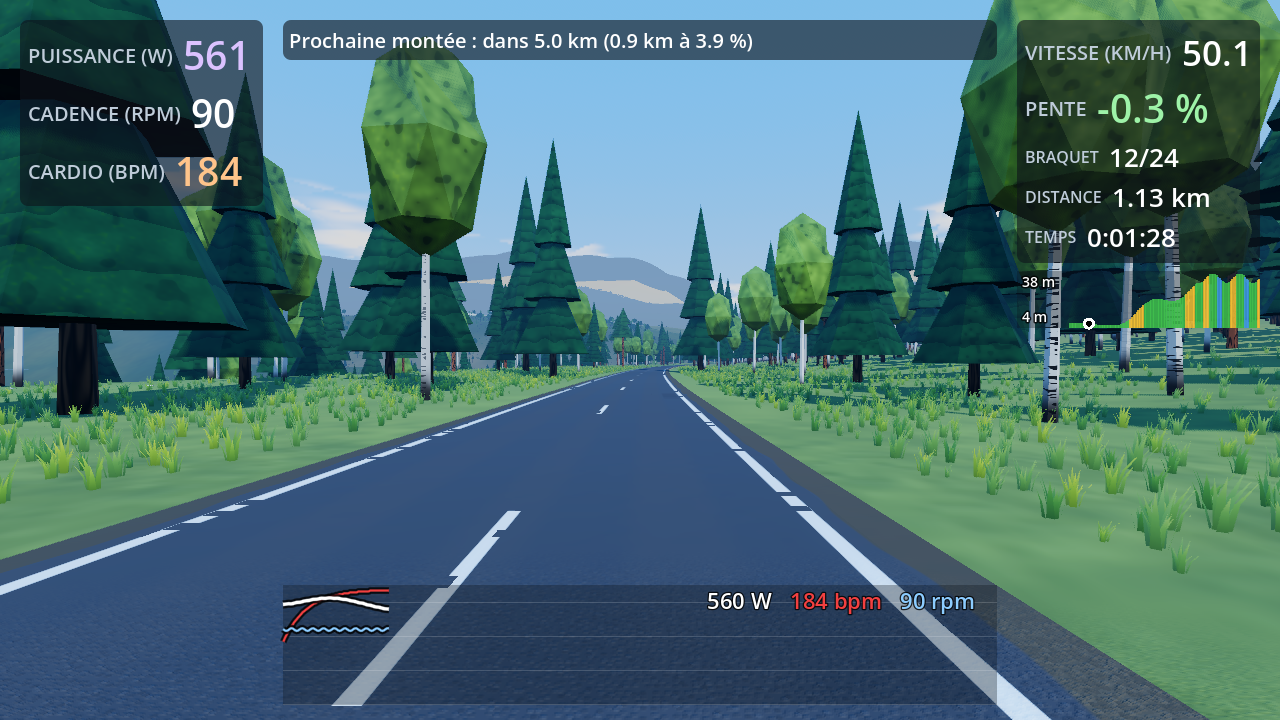 PUISSANCE (W) 561
CADENCE (RPM) 90
CARDIO (BPM) 184
Prochaine montée : dans 5.0 km (0.9 km à 3.9 %)
VITESSE (KM/H) 50.1
PENTE -0.3 %
BRAQUET 12/24
DISTANCE 1.13 km
TEMPS 0:01:28
38 m
4 m
560 W 184 bpm 90 rpm